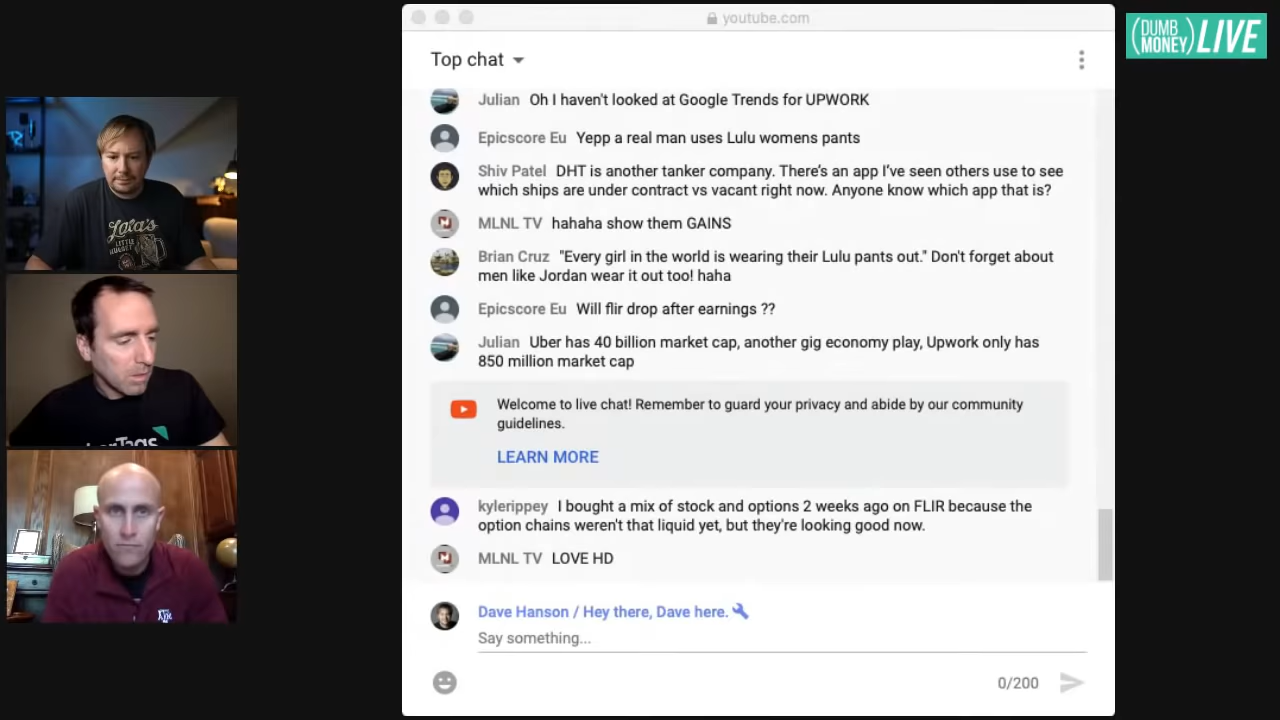 youtube.com
(DUMB MONEY) LIVE
Top chat
Julian Oh I haven't looked at Google Trends for UPWORK
Epicscore Eu Yepp a real man uses Lulu womens pants
Shiv Patel DHT is another tanker company. There's an app I've seen others use to see
which ships are under contract vs vacant right now. Anyone know which app that is?
MLNL TV hahaha show them GAINS
Brian Cruz "Every girl in the world is wearing their Lulu pants out." Don't forget about
men like Jordan wear it out too! haha
Epicscore Eu Will flir drop after earnings ??
Julian Uber has 40 billion market cap, another gig economy play, Upwork only has
850 million market cap
Welcome to live chat! Remember to guard your privacy and abide by our community
guidelines.
LEARN MORE
kylerippey I bought a mix of stock and options 2 weeks ago on FLIR because the
option chains weren't that liquid yet, but they're looking good now.
MLNL TV LOVE HD
Dave Hanson / Hey there, Dave here.
Say something...
0/200
Lola's
LITTLE